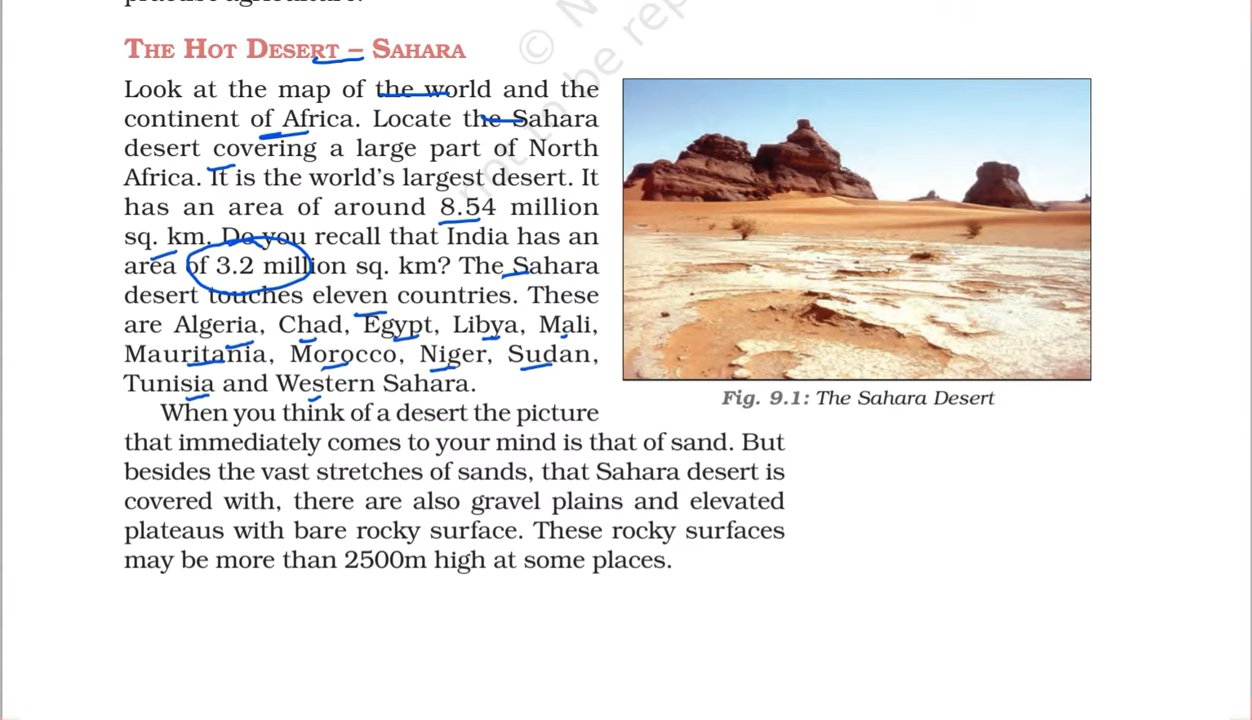 THE HOT DESERT – SAHARA
Look at the map of the world and the
continent of Africa. Locate the Sahara
desert covering a large part of North
Africa. It is the world's largest desert. It
has an area of around 8.54 million
sq. km. Do you recall that India has an
area of 3.2 million sq. km? The Sahara
desert touches eleven countries. These
are Algeria, Chad, Egypt, Libya, Mali,
Mauritania, Morocco, Niger, Sudan,
Tunisia and Western Sahara.
When you think of a desert the picture
that immediately comes to your mind is that of sand. But
besides the vast stretches of sands, that Sahara desert is
covered with, there are also gravel plains and elevated
plateaus with bare rocky surface. These rocky surfaces
may be more than 2500m high at some places.
Fig. 9.1: The Sahara Desert
© N
not to be rep